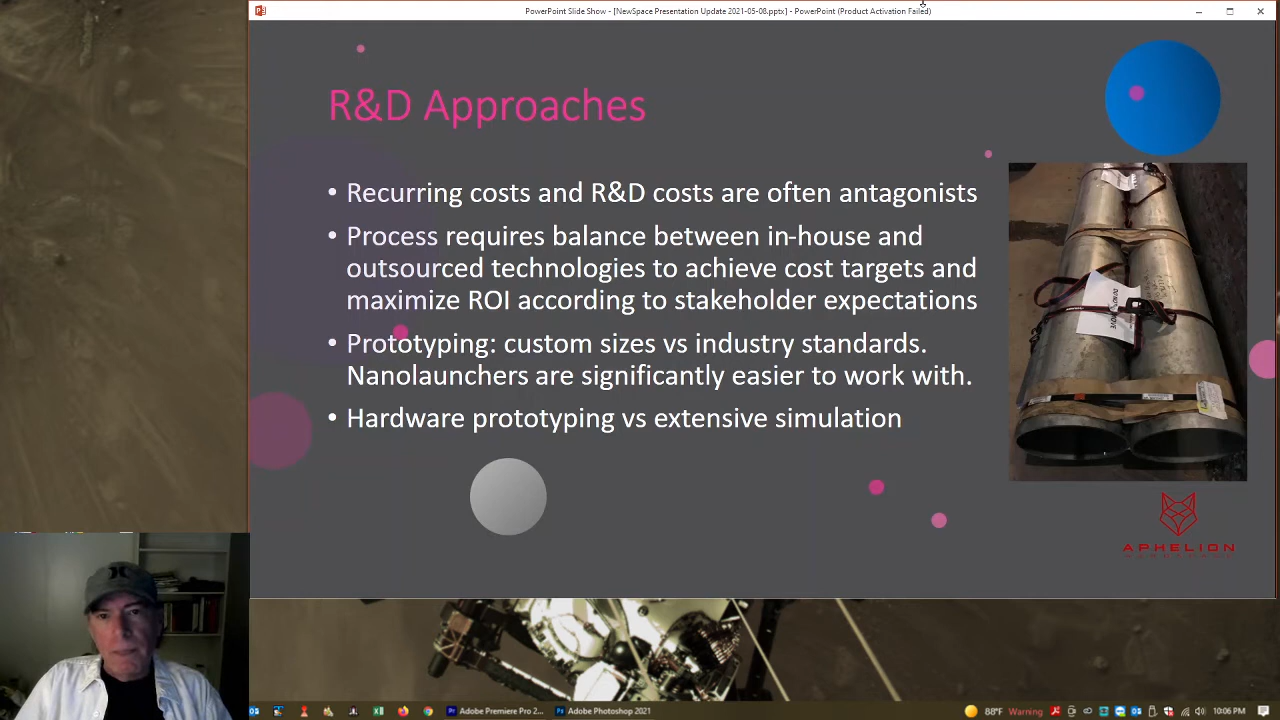 PowerPoint Slide Show - [NewSpace Presentation Update 2021-05-08.pptx] - PowerPoint (Product Activation Failed)
R&D Approaches
• Recurring costs and R&D costs are often antagonists
• Process requires balance between in-house and
outsourced technologies to achieve cost targets and
maximize ROI according to stakeholder expectations
• Prototyping: custom sizes vs industry standards.
Nanolaunchers are significantly easier to work with.
• Hardware prototyping vs extensive simulation
APHELION
Adobe Premiere Pro 2...
Adobe Photoshop 2021
88°F Warning
10:06 PM